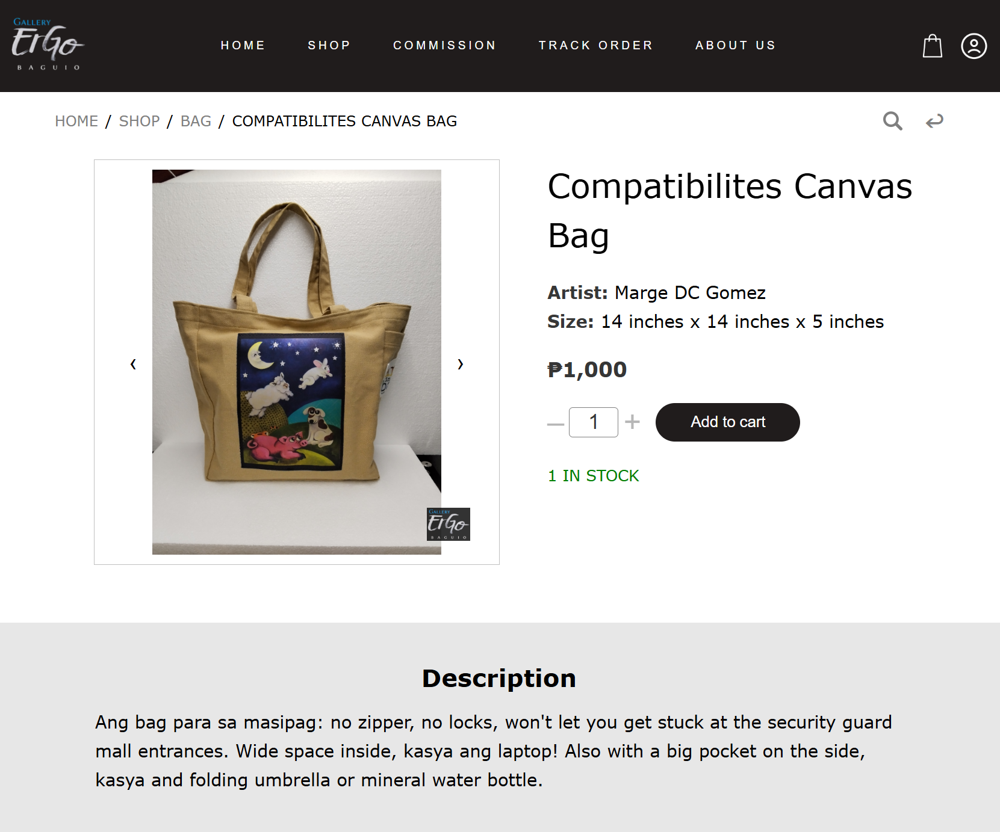 GALLERY
ErGo
BAGUIO
HOME
SHOP
COMMISSION
TRACK ORDER
ABOUT US
HOME / SHOP / BAG / COMPATIBILITES CANVAS BAG
‹
›
GALLERY
ErGo
BAGUIO
Compatibilites Canvas
Bag
Artist: Marge DC Gomez
Size: 14 inches x 14 inches x 5 inches
₱1,000
— 1 + Add to cart
1 IN STOCK
Description
Ang bag para sa masipag: no zipper, no locks, won't let you get stuck at the security guard
mall entrances. Wide space inside, kasya ang laptop! Also with a big pocket on the side,
kasya and folding umbrella or mineral water bottle.